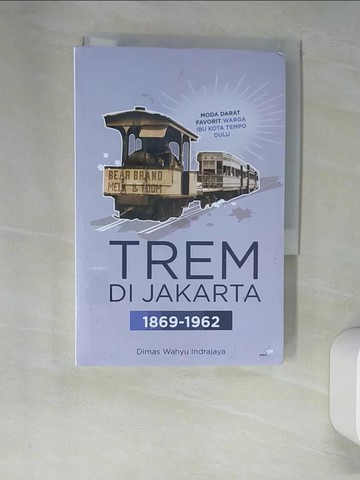 MODA DARAT
FAVORIT WARGA
IBU KOTA TEMPO
DULU
BEAR BRAND
MELK & ROOM
TREM
DI JAKARTA
1869-1962
Dimas Wahyu Indrajaya